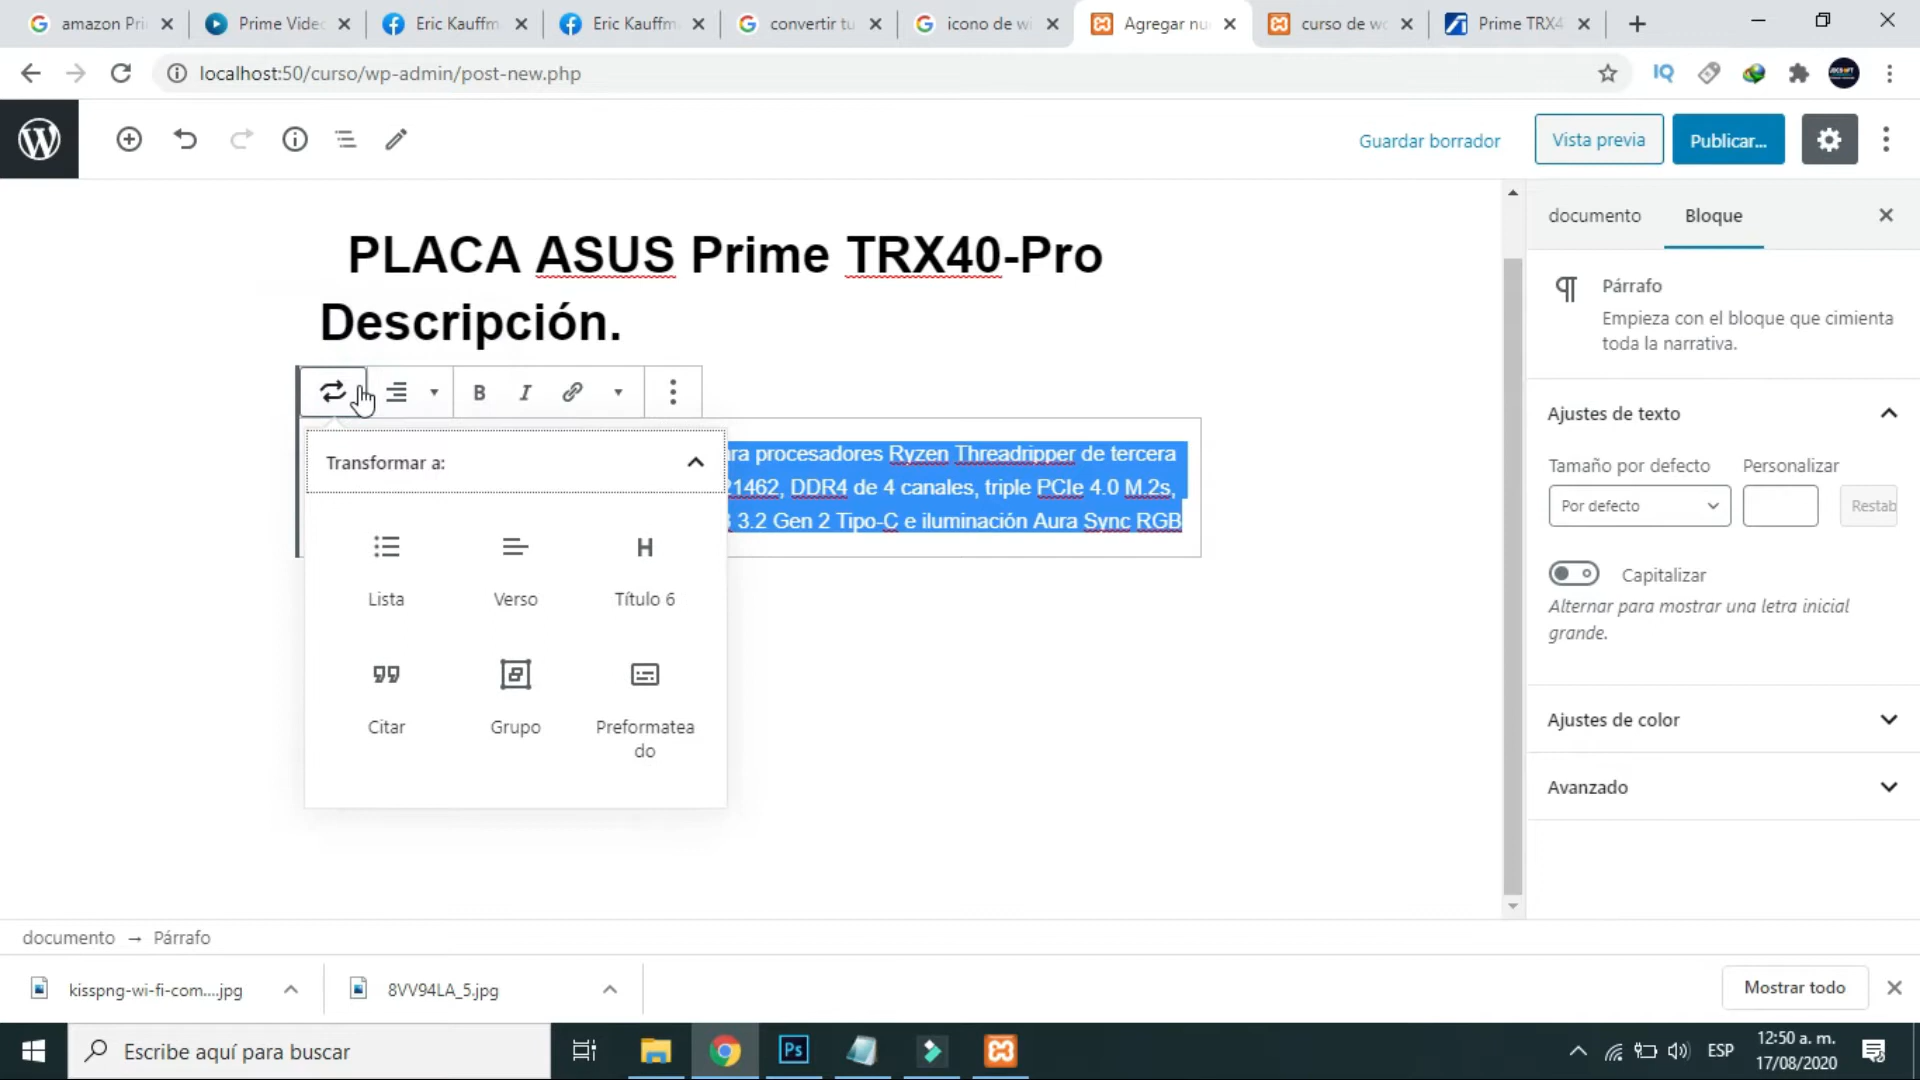 amazon Pri
Prime Videc
Eric Kauffm
Eric Kauffm
convertir tu
icono de wi
Agregar nu
curso de wo
Prime TRX4
localhost:50/curso/wp-admin/post-new.php
Guardar borrador
Vista previa
Publicar...
documento
Bloque
PLACA ASUS Prime TRX40-Pro
Descripción.
Párrafo
Empieza con el bloque que cimienta
toda la narrativa.
B I
Transformar a:
ra procesadores Ryzen Threadripper de tercera
21462, DDR4 de 4 canales, triple PCIe 4.0 M.2s,
3.2 Gen 2 Tipo-C e iluminación Aura Sync RGB
Lista
Verso
H
Título 6
Citar
Grupo
Preformatea
do
Ajustes de texto
Tamaño por defecto
Personalizar
Por defecto
Restab
Capitalizar
Alternar para mostrar una letra inicial
grande.
Ajustes de color
Avanzado
documento → Párrafo
kisspng-wi-fi-com....jpg
8VV94LA_5.jpg
Mostrar todo
Escribe aquí para buscar
Ps
ESP
12:50 a. m.
17/08/2020